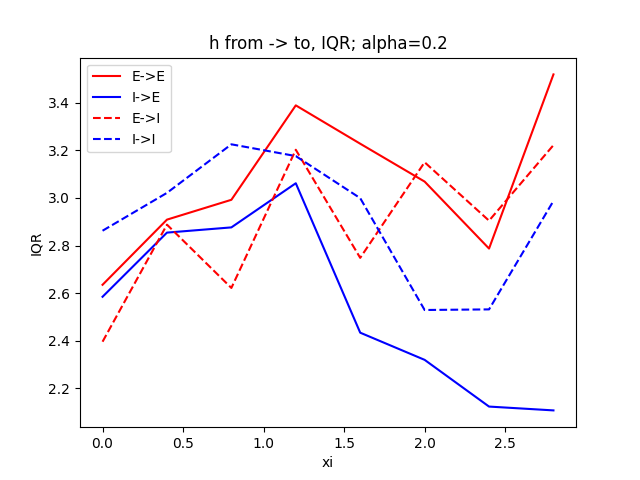 h from -> to, IQR; alpha=0.2
E->E
I->E
E->I
I->I
3.4
3.2
3.0
2.8
2.6
2.4
2.2
IQR
0.0 0.5 1.0 1.5 2.0 2.5
xi